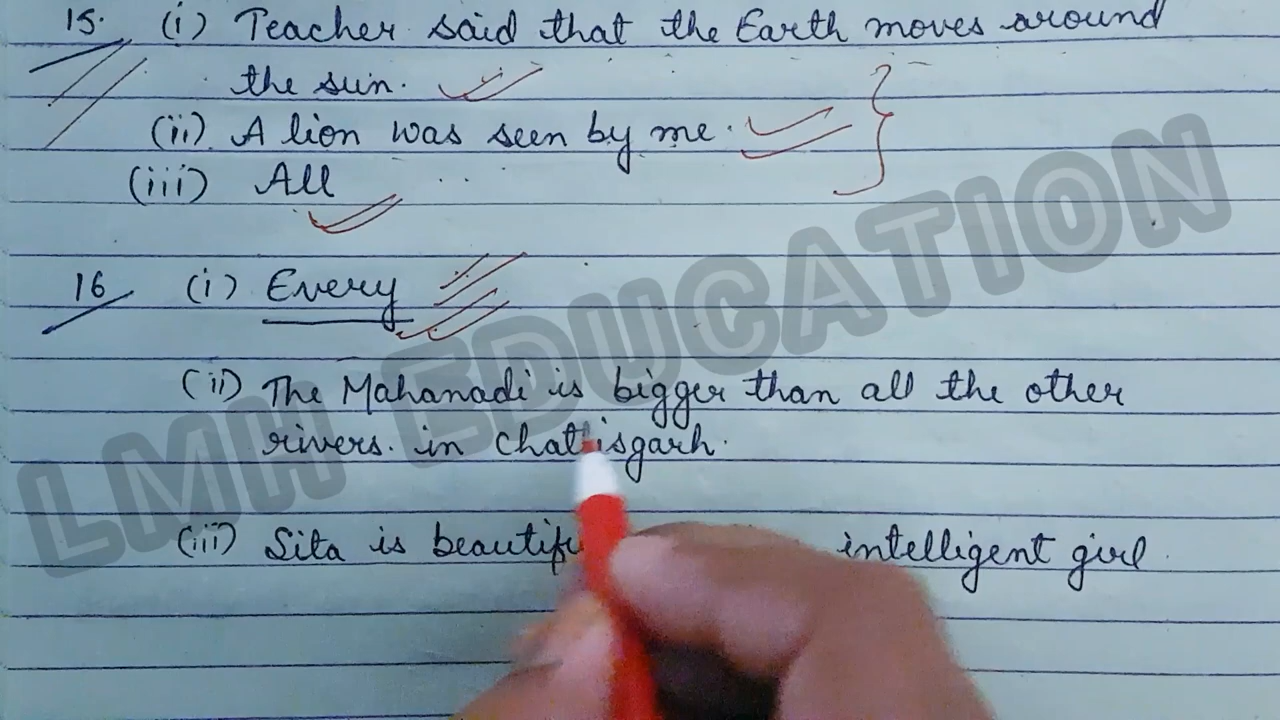 15. (i) Teacher said that the Earth moves around
the sun.
(ii) A lion was seen by me.
(iii) All
16 (i) Every
(ii) The Mahanadi is bigger than all the other
rivers. in
(iii) Sita is intelligent girl.
LMH EDUCATION